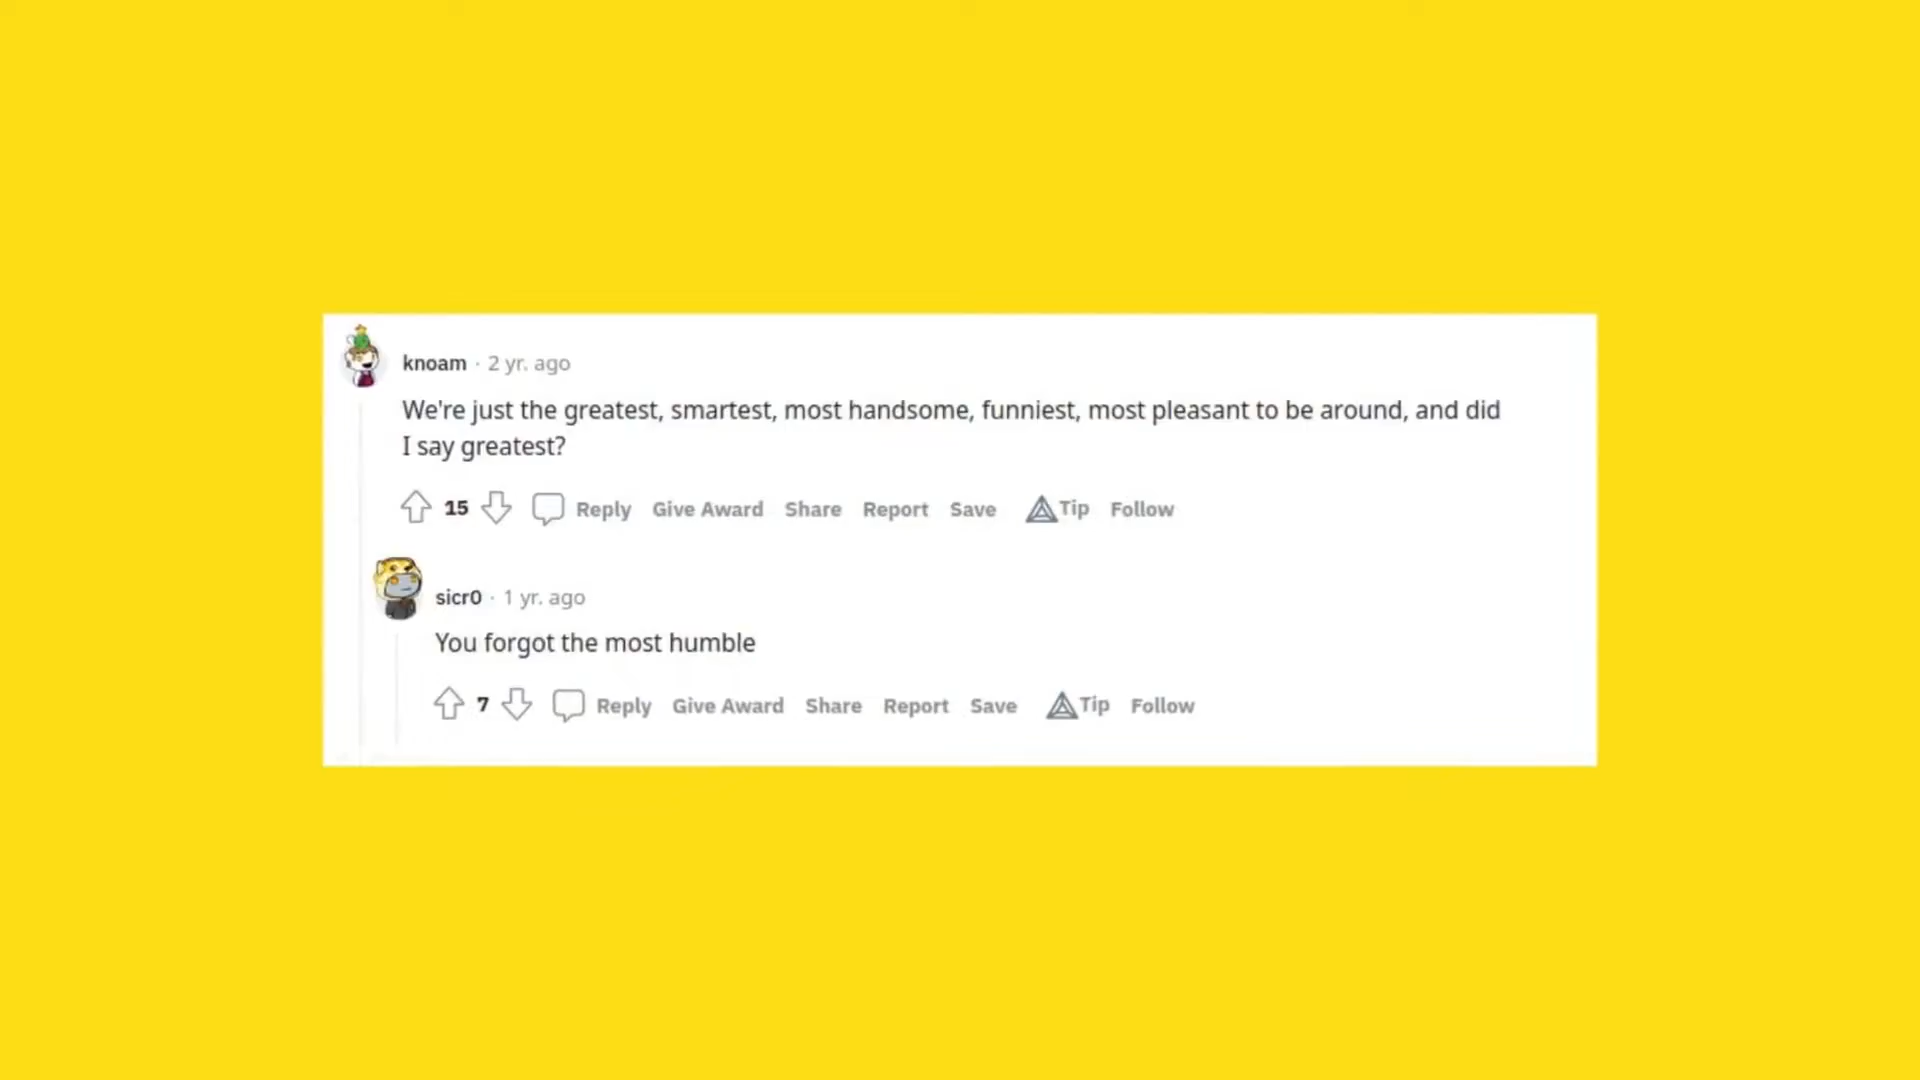 knoam · 2 yr. ago
We're just the greatest, smartest, most handsome, funniest, most pleasant to be around, and did
I say greatest?
15 Reply Give Award Share Report Save Tip Follow
sicr0 · 1 yr. ago
You forgot the most humble
7 Reply Give Award Share Report Save Tip Follow